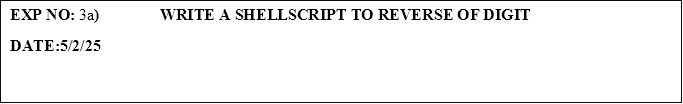 EXP NO: 3a) WRITE A SHELLSCRIPT TO REVERSE OF DIGIT
DATE:5/2/25